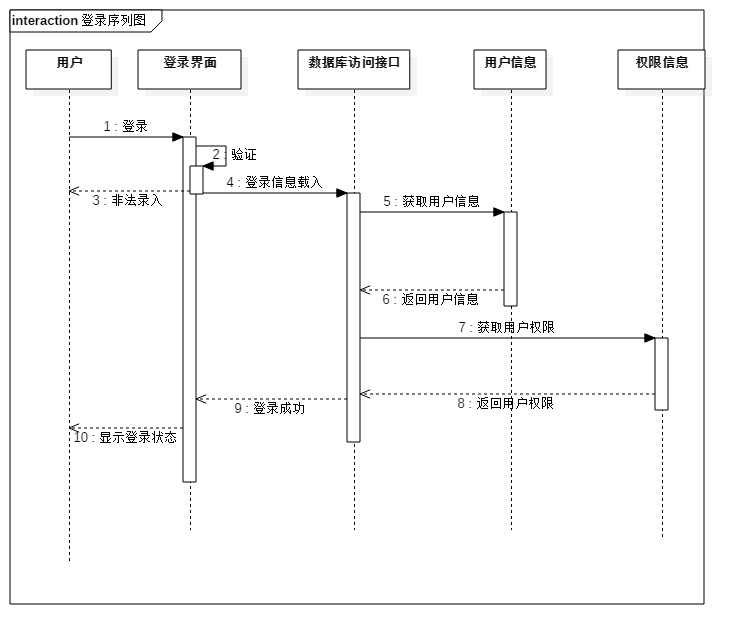 interaction 登录序列图
用户
登录界面
数据库访问接口
用户信息
权限信息
1 : 登录
2 : 验证
3 : 非法录入
4 : 登录信息载入
5 : 获取用户信息
6 : 返回用户信息
7 : 获取用户权限
8 : 返回用户权限
9 : 登录成功
10 : 显示登录状态